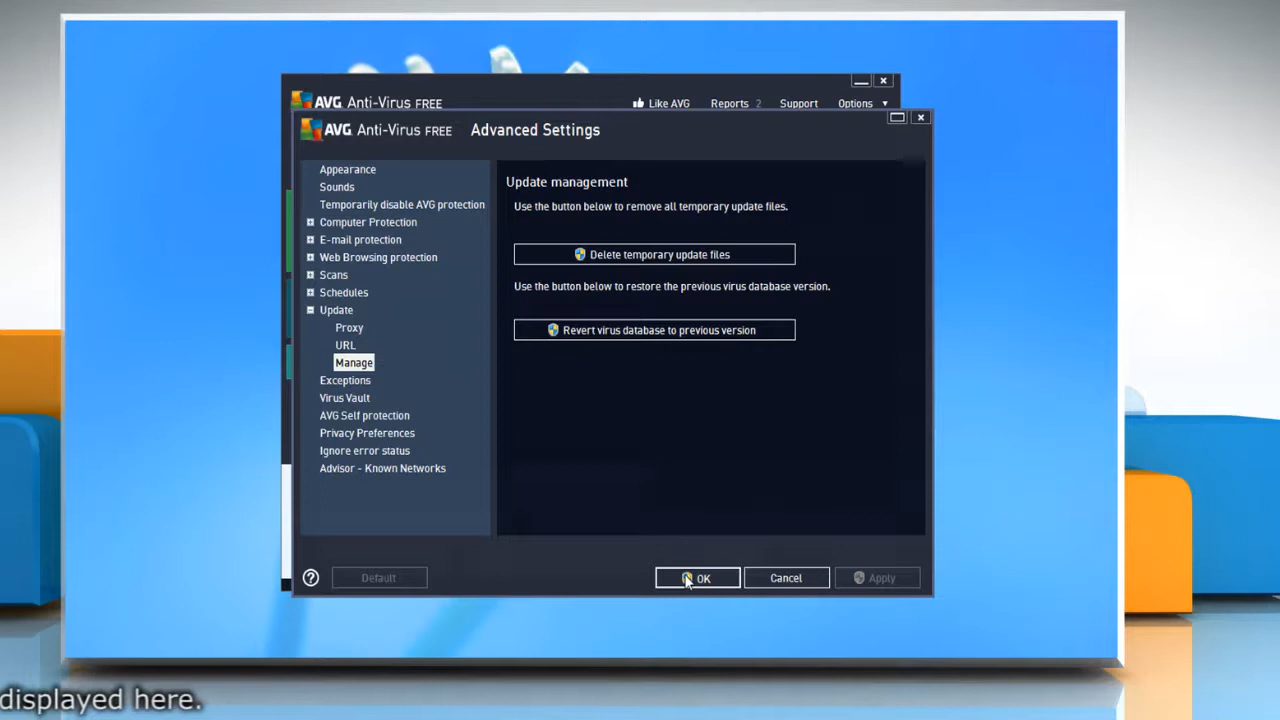 AVG Anti-Virus FREE
Like AVG Reports 2 Support Options
AVG Anti-Virus FREE Advanced Settings
Appearance
Sounds
Temporarily disable AVG protection
Computer Protection
E-mail protection
Web Browsing protection
Scans
Schedules
Update
Proxy
URL
Manage
Exceptions
Virus Vault
AVG Self protection
Privacy Preferences
Ignore error status
Advisor - Known Networks
Update management
Use the button below to remove all temporary update files.
Delete temporary update files
Use the button below to restore the previous virus database version.
Revert virus database to previous version
? Default OK Cancel Apply
displayed here.